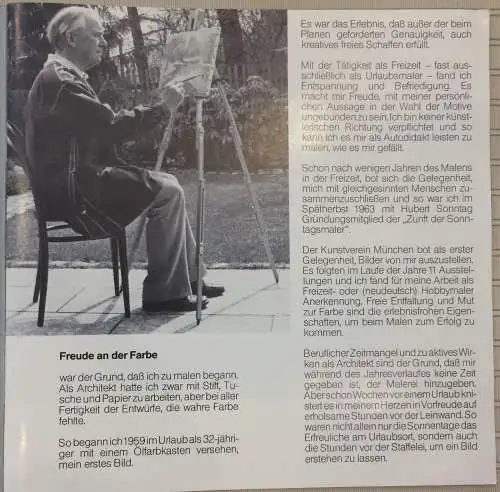 Freude an der Farbe
war der Grund, daß ich zu malen begann.
Als Architekt hatte ich zwar mit Stift, Tu-
sche und Papier zu arbeiten, aber bei aller
Fertigkeit der Entwürfe, die wahre Farbe
fehlte.
So begann ich 1959 im Urlaub als 32-jähri-
ger mit einem Ölfarbkasten versehen,
mein erstes Bild.
Es war das Erlebnis, daß außer der beim
Planen geforderten Genauigkeit, auch
kreatives freies Schaffen erfüllt.
Mit der Tätigkeit als Freizeit – fast aus-
schließlich als Urlaubsmaler – fand ich
Entspannung und Befriedigung. Es
macht mir Freude, mit meiner persönli-
chen Aussage in der Wahl der Motive
ungebunden zu sein. Ich bin keiner künst-
lerischen Richtung verpflichtet und so
kann ich es mir als Autodidakt leisten zu
malen, wie es mir gefällt.
Schon nach wenigen Jahren des Malens
in der Freizeit, bot sich die Gelegenheit,
mich mit gleichgesinnten Menschen zu-
sammenzuschließen und so war ich im
Spätherbst 1963 mit Hubert Sonntag
Gründungsmitglied der „Zunft der Sonn-
tagsmaler".
Der Kunstverein München bot als erster
Gelegenheit, Bilder von mir auszustellen.
Es folgten im Laufe der Jahre 11 Ausstel-
lungen und ich fand für meine Arbeit als
Freizeit- oder (neudeutsch) Hobbymaler
Anerkennung. Freie Entfaltung und Mut
zur Farbe sind die erlebnisfrohen Eigen-
schaften, um beim Malen zum Erfolg zu
kommen.
Beruflicher Zeitmangel und zu aktives Wir-
ken als Architekt sind der Grund, daß mir
während des Jahresverlaufes keine Zeit
gegeben ist, der Malerei hinzugeben.
Aber schon Wochen vor einem Urlaub knis-
tert es in meinem Herzen in Vorfreude auf
erholsame Stunden vor der Leinwand. So
waren nicht allein nur die Sonnentage das
Erfreuliche am Urlaubsort, sondern auch
die Stunden vor der Staffelei, um ein Bild
erstehen zu lassen.